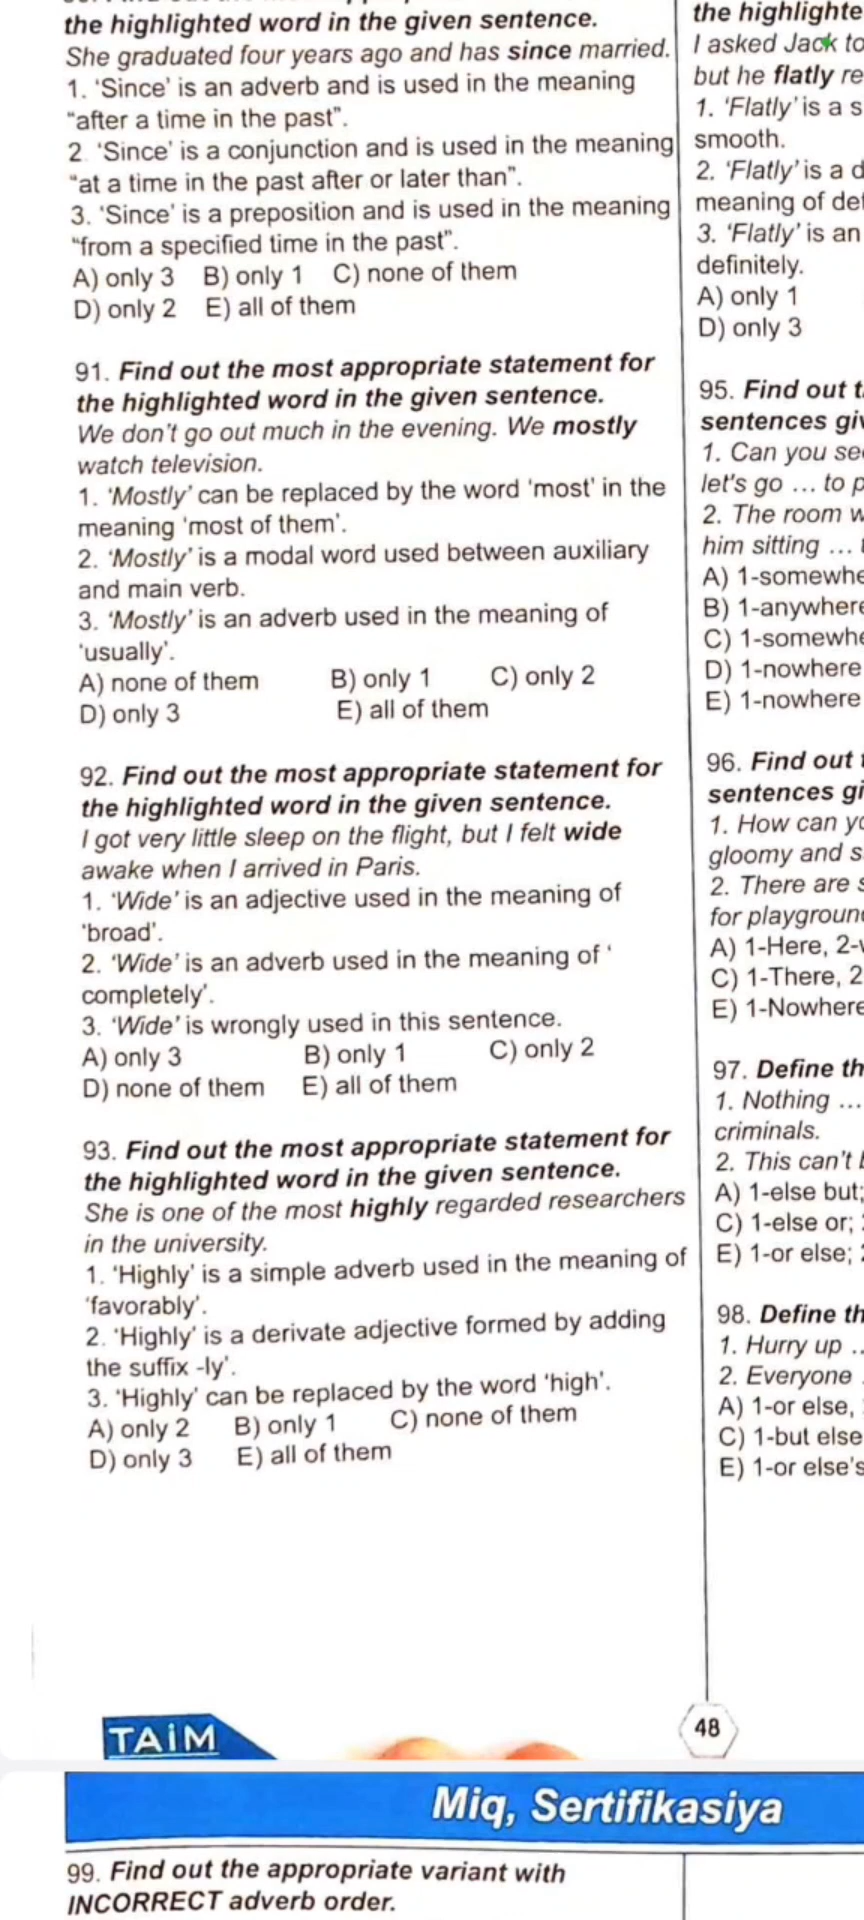 the highlighted word in the given sentence.
She graduated four years ago and has since married.
1. 'Since' is an adverb and is used in the meaning
"after a time in the past".
2. 'Since' is a conjunction and is used in the meaning
"at a time in the past after or later than".
3. 'Since' is a preposition and is used in the meaning
"from a specified time in the past".
A) only 3 B) only 1 C) none of them
D) only 2 E) all of them
91. Find out the most appropriate statement for
the highlighted word in the given sentence.
We don't go out much in the evening. We mostly
watch television.
1. 'Mostly' can be replaced by the word 'most' in the
meaning 'most of them'.
2. 'Mostly' is a modal word used between auxiliary
and main verb.
3. 'Mostly' is an adverb used in the meaning of
'usually'.
A) none of them B) only 1 C) only 2
D) only 3 E) all of them
92. Find out the most appropriate statement for
the highlighted word in the given sentence.
I got very little sleep on the flight, but I felt wide
awake when I arrived in Paris.
1. 'Wide' is an adjective used in the meaning of
'broad'.
2. 'Wide' is an adverb used in the meaning of '
completely'.
3. 'Wide' is wrongly used in this sentence.
A) only 3 B) only 1 C) only 2
D) none of them E) all of them
93. Find out the most appropriate statement for
the highlighted word in the given sentence.
She is one of the most highly regarded researchers
in the university.
1. 'Highly' is a simple adverb used in the meaning of
'favorably'.
2. 'Highly' is a derivate adjective formed by adding
the suffix -ly'.
3. 'Highly' can be replaced by the word 'high'.
A) only 2 B) only 1 C) none of them
D) only 3 E) all of them
the highlighte
I asked Jack to
but he flatly re
1. 'Flatly' is a s
smooth.
2. 'Flatly' is a d
meaning of def
3. 'Flatly' is an
definitely.
A) only 1
D) only 3
95. Find out t
sentences giv
1. Can you see
let's go ... to p
2. The room w
him sitting ...
A) 1-somewhe
B) 1-anywhere
C) 1-somewhe
D) 1-nowhere
E) 1-nowhere
96. Find out
sentences gi
1. How can yo
gloomy and s
2. There are s
for playground
A) 1-Here, 2-
C) 1-There, 2
E) 1-Nowhere
97. Define th
1. Nothing ...
criminals.
2. This can't
A) 1-else but;
C) 1-else or;
E) 1-or else;
98. Define th
1. Hurry up ..
2. Everyone
A) 1-or else,
C) 1-but else
E) 1-or else's
TAİM
48
Miq, Sertifikasiya
99. Find out the appropriate variant with
INCORRECT adverb order.